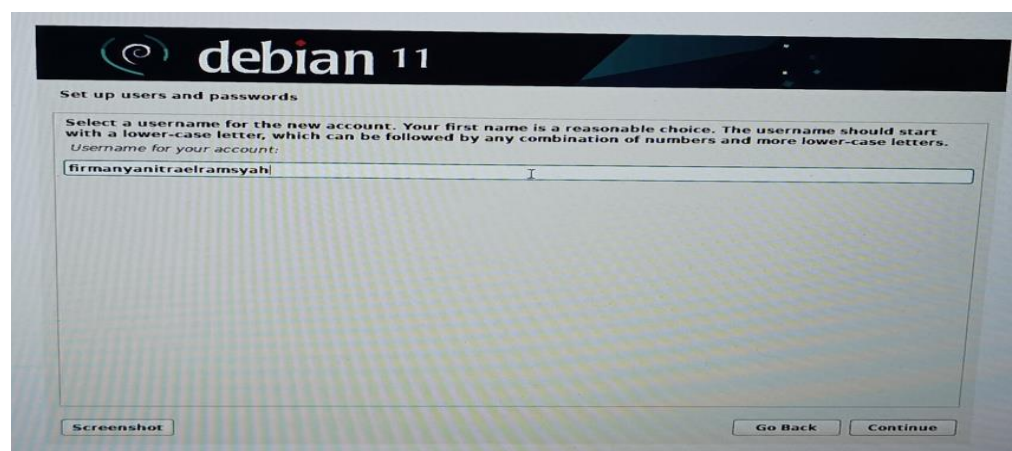 debian 11
Set up users and passwords
Select a username for the new account. Your first name is a reasonable choice. The username should start
with a lower-case letter, which can be followed by any combination of numbers and more lower-case letters.
Username for your account:
firmanyanitraelramsyah
Screenshot
Go Back
Continue